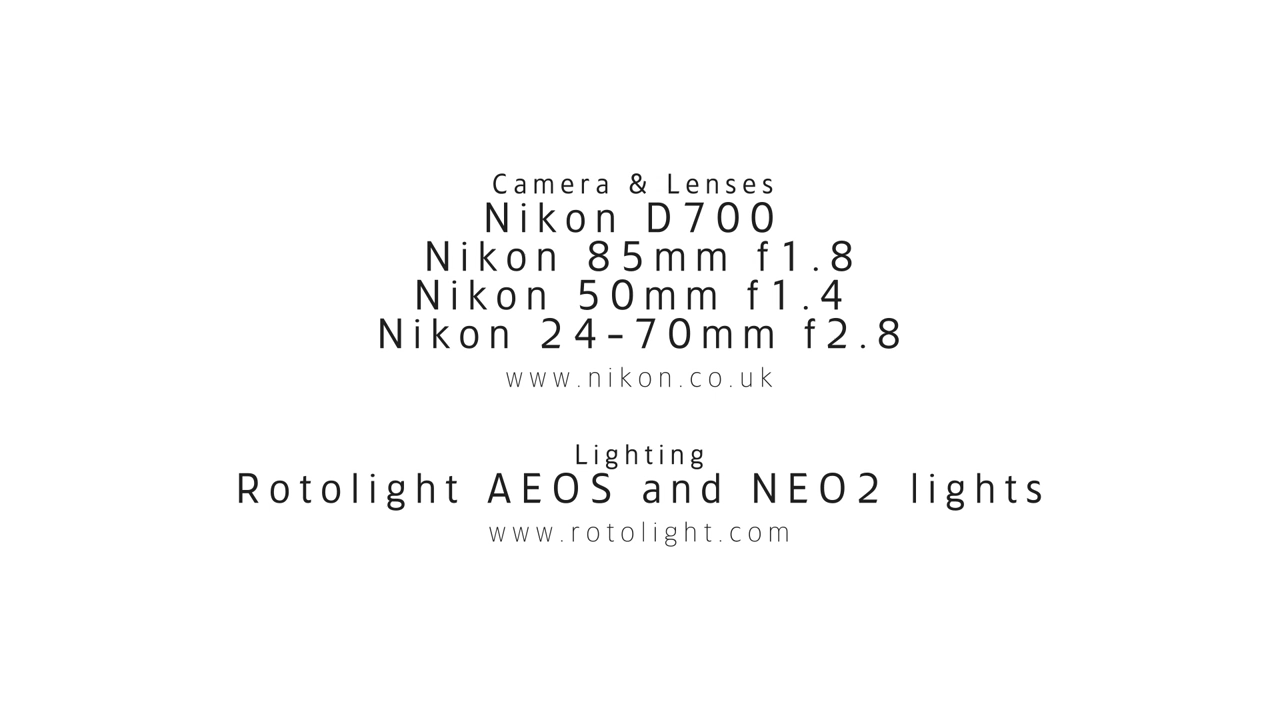 Camera & Lenses
Nikon D700
Nikon 85mm f1.8
Nikon 50mm f1.4
Nikon 24-70mm f2.8
www.nikon.co.uk
Lighting
Rotolight AEOS and NEO2 lights
www.rotolight.com